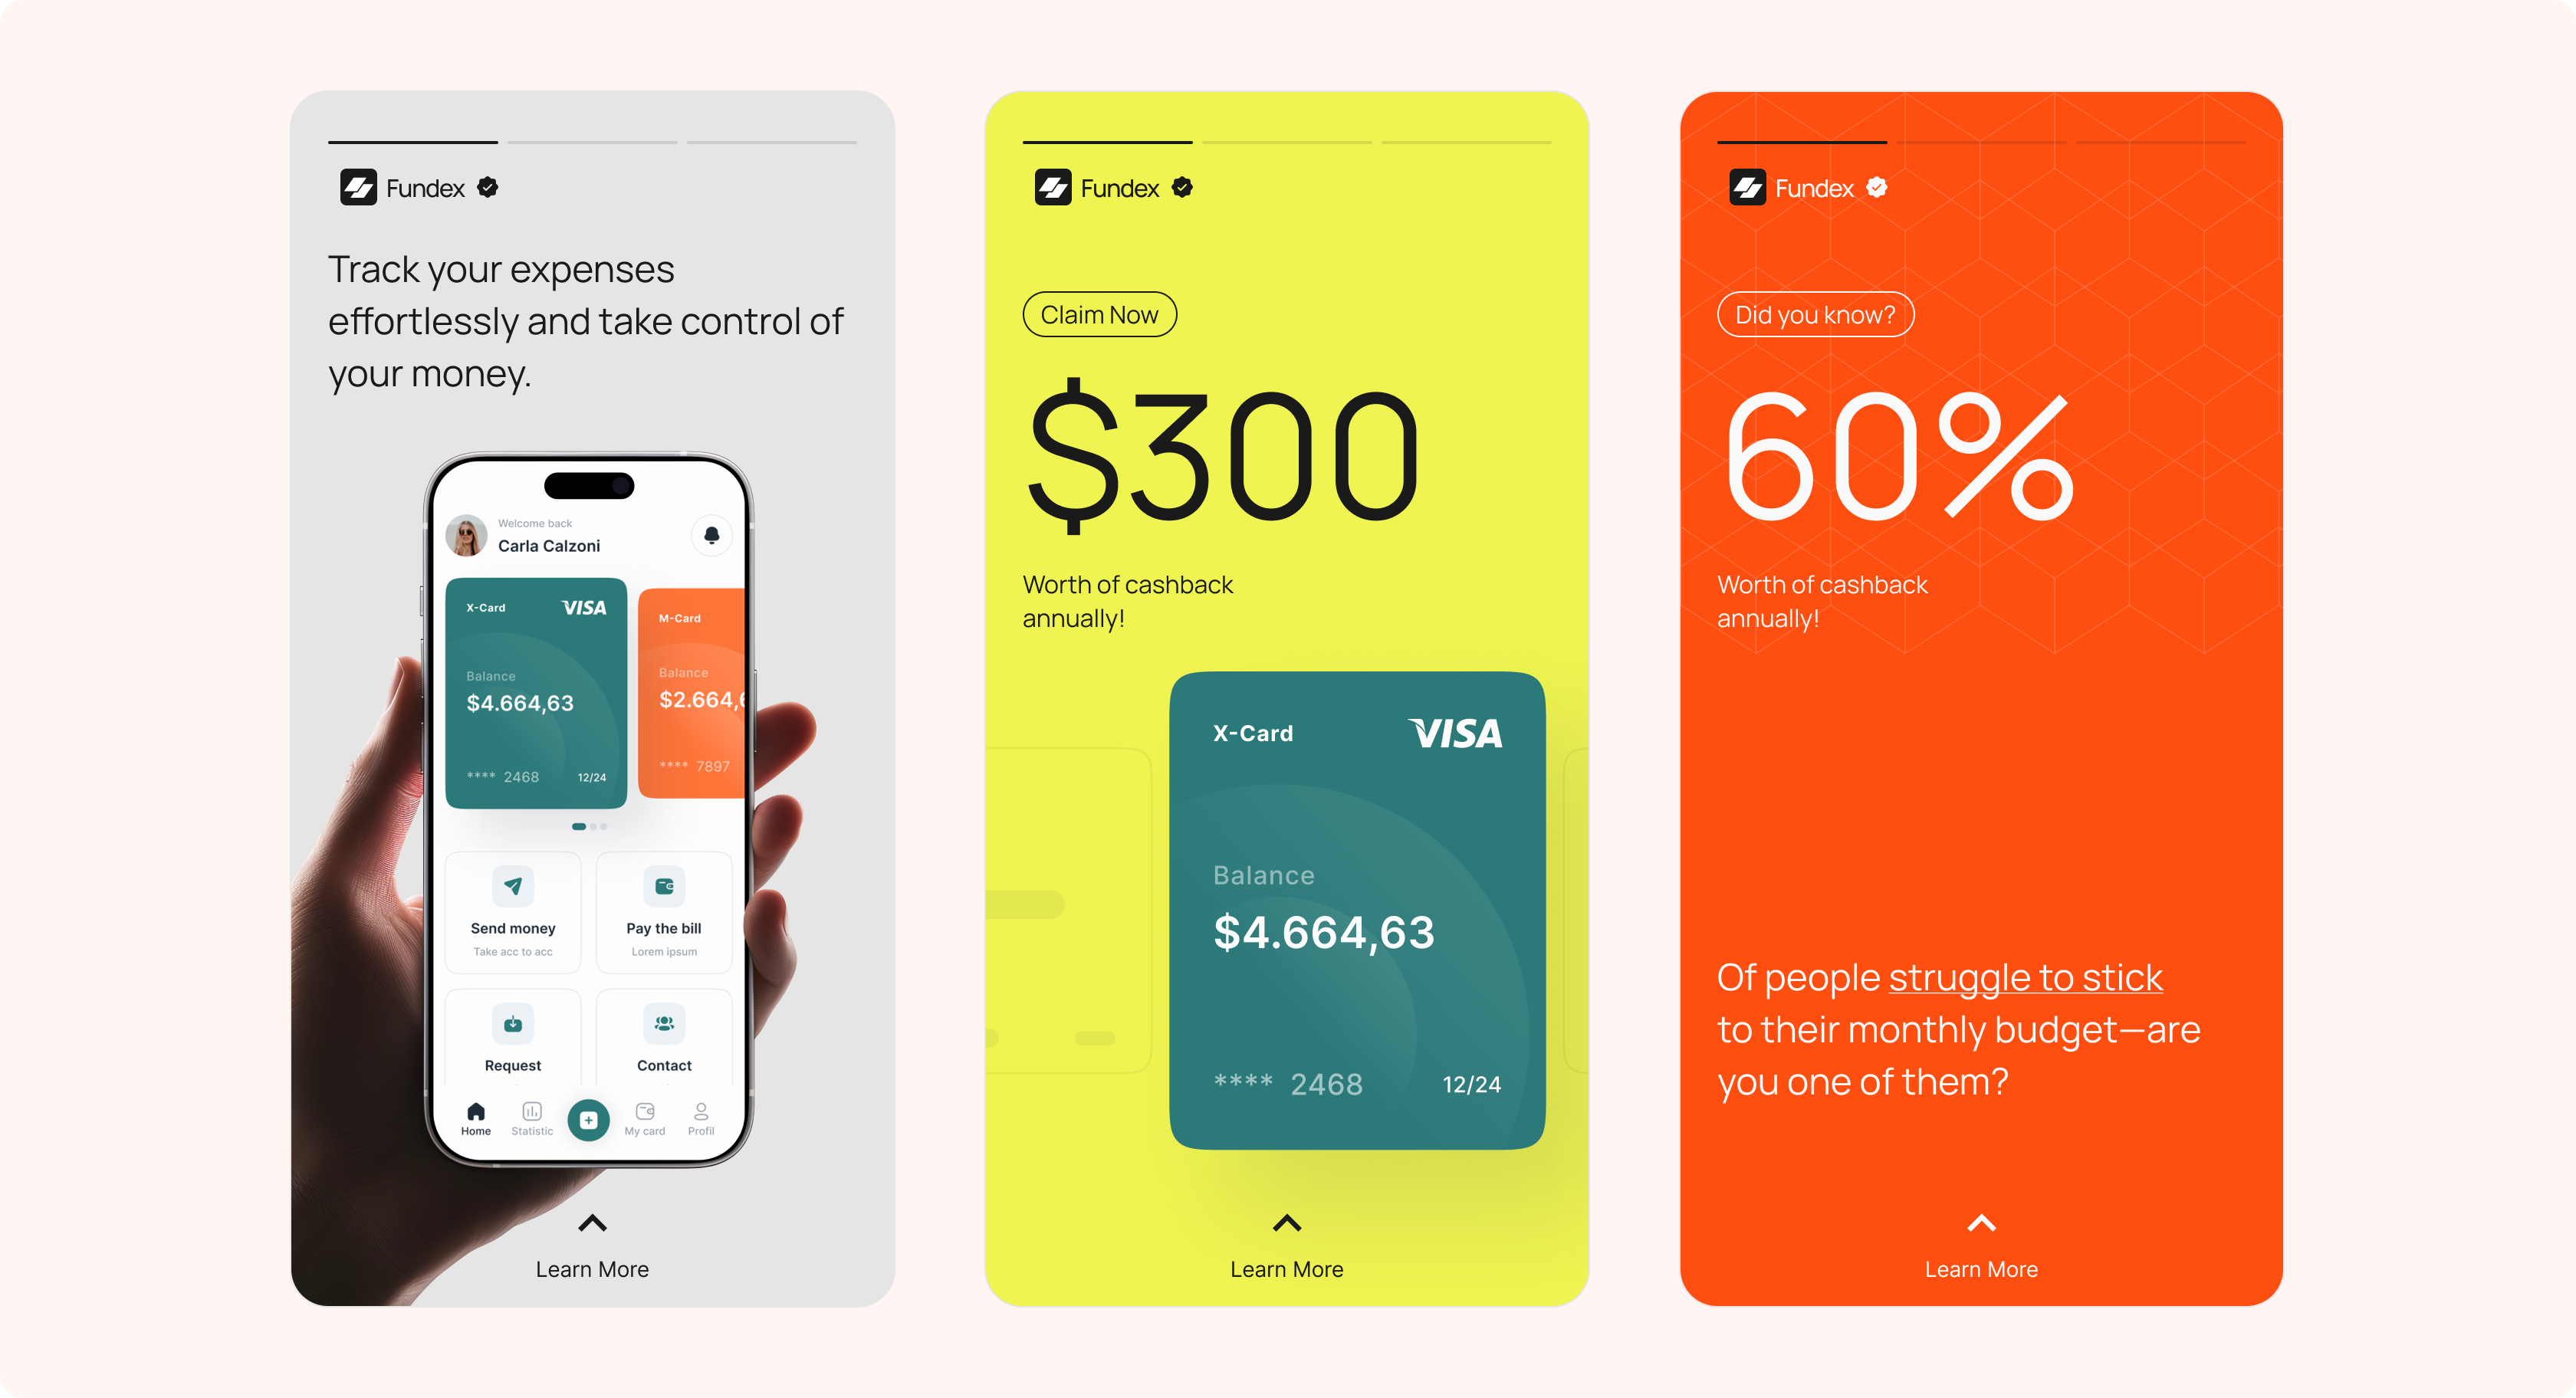 Fundex
Track your expenses
effortlessly and take control of
your money.
Welcome back
Carla Calzoni
X-Card VISA
Balance
$4.664,63
**** 2468 12/24
M-Card
Balance
$2.664,6
**** 7897
Send money
Take acc to acc
Pay the bill
Lorem ipsum
Request
Contact
Home
Statistic
My card
Profil
Learn More
Fundex
Claim Now
$300
Worth of cashback
annually!
X-Card VISA
Balance
$4.664,63
**** 2468 12/24
Learn More
Fundex
Did you know?
60%
Worth of cashback
annually!
Of people struggle to stick
to their monthly budget—are
you one of them?
Learn More